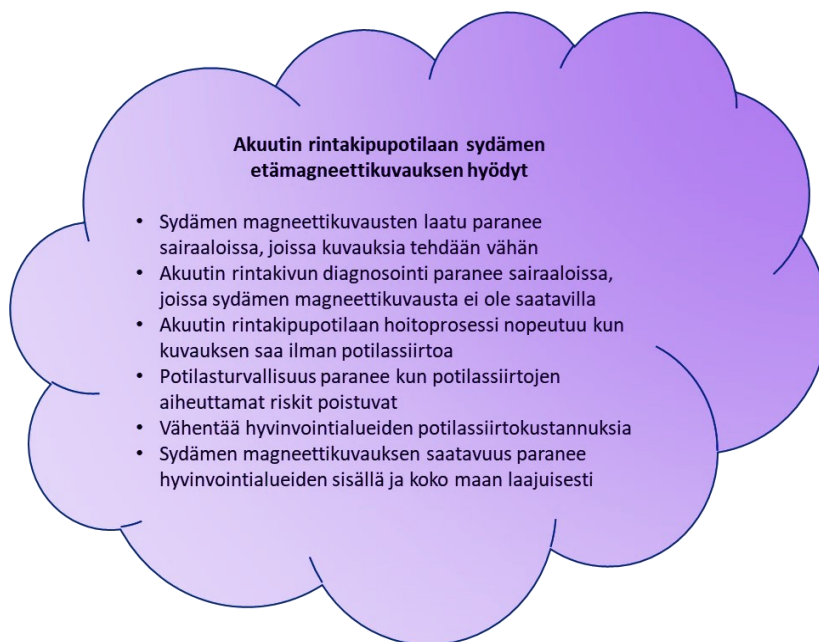 Akuutin rintakipupotilaan sydämen
etämagneettikuvauksen hyödyt
• Sydämen magneettikuvausten laatu paranee
sairaaloissa, joissa kuvauksia tehdään vähän
• Akuutin rintakivun diagnosointi paranee sairaaloissa,
joissa sydämen magneettikuvausta ei ole saatavilla
• Akuutin rintakipupotilaan hoitoprosessi nopeutuu kun
kuvauksen saa ilman potilassiirtoa
• Potilasturvallisuus paranee kun potilassiirtojen
aiheuttamat riskit poistuvat
• Vähentää hyvinvointialueiden potilassiirtokustannuksia
• Sydämen magneettikuvauksen saatavuus paranee
hyvinvointialueiden sisällä ja koko maan laajuisesti